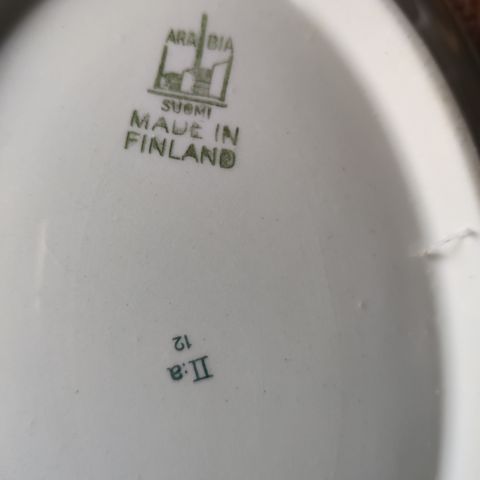 ARABIA
SUOMI
MADE IN
FINLAND
II:a
12